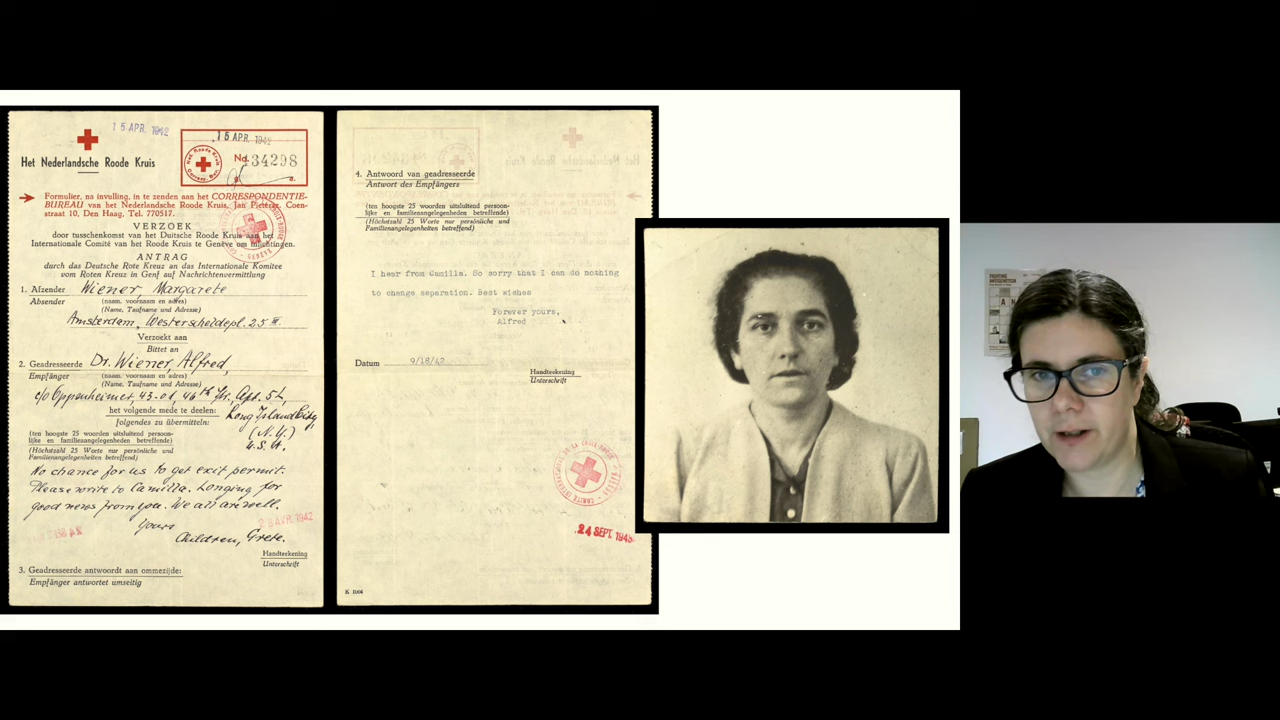 15 APR. 1942
15 APR. 1942
Het Nederlandsche Roode Kruis
No. 34298
Formulier, na invulling, in te zenden aan het CORRESPONDENTIE-
BUREAU van het Nederlandsche Roode Kruis, Jan Pietersz. Coen-
straat 10, Den Haag, Tel. 770517.
VERZOEK
door tusschenkomst van het Duitsche Roode Kruis aan het
Internationale Comité van het Roode Kruis te Genève om inlichtingen.
ANTRAG
durch das Deutsche Rote Kreuz an das Internationale Komitee
vom Roten Kreuz in Genf auf Nachrichtenvermittlung
1. Afzender Wiener, Margarete
Absender (naam, voornaam en adres)
(Name, Taufname und Adresse)
Amsterdam, Westerscheldepl. 25 III.
Verzoekt aan
Bittet an
2. Geadresseerde Dr. Wiener, Alfred,
Empfänger (naam, voornaam en adres)
(Name, Taufname und Adresse)
c/o Oppenheimer, 43-01, 46th Str. Apt. 5L,
het volgende mede te deelen: Long Island City,
folgendes zu übermitteln: (N.Y.)
(ten hoogste 25 woorden uitsluitend persoon- U.S.A.
lijke en familieaangelegenheden betreffende)
(Höchstzahl 25 Worte nur persönliche und
Familienangelegenheiten betreffend)
No chance for us to get exit permit.
Please write to Camilla. Longing for
good news from you. We all are well.
Yours
Children, Grete.
28 AVR. 1942
Handteekening
Unterschrift
3. Geadresseerde antwoordt aan ommezijde:
Empfänger antwortet umseitig
4. Antwoord van geadresseerde
Antwort des Empfängers
(ten hoogste 25 woorden uitsluitend persoon-
lijke en familieaangelegenheden betreffende)
(Höchstzahl 25 Worte nur persönliche und
Familienangelegenheiten betreffend)
I hear from Camilla. So sorry that I can do nothing
to change separation. Best wishes
Forever yours,
Alfred
Datum 9/18/42
Handteekening
Unterschrift
24 SEPT. 194
FIGHTING
ANTISEMITISM
AN